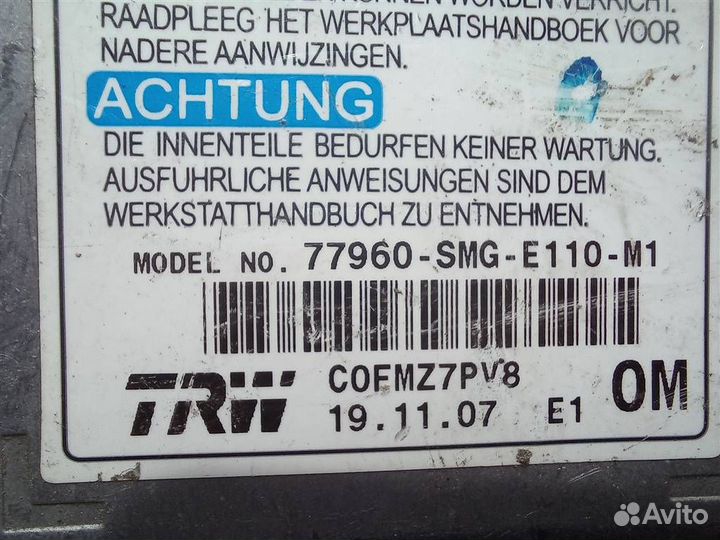 RAADPLEEG HET WERKPLAATSHANDBOEK VOOR
NADERE AANWIJZINGEN.
ACHTUNG
DIE INNENTEILE BEDURFEN KEINER WARTUNG.
AUSFUHRLICHE ANWEISUNGEN SIND DEM
WERKSTATTHANDBUCH ZU ENTNEHMEN.
MODEL NO. 77960-SMG-E110-M1
TRW C0FMZ7PV8 0M
19.11.07 E1
Avito